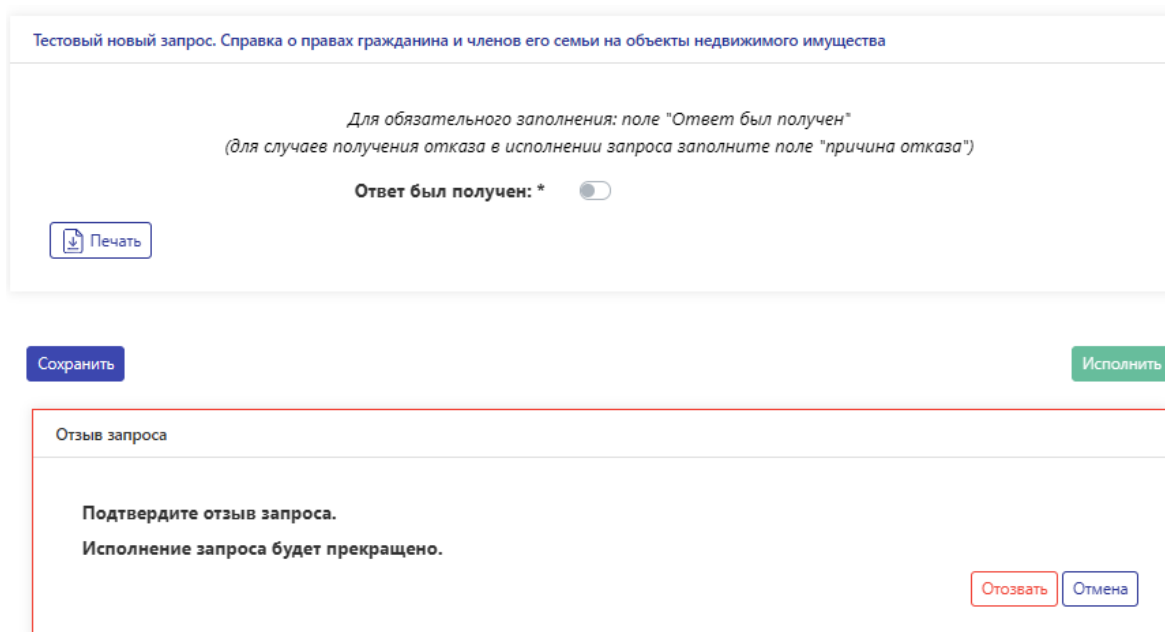 Тестовый новый запрос. Справка о правах гражданина и членов его семьи на объекты недвижимого имущества
Для обязательного заполнения: поле "Ответ был получен"
(для случаев получения отказа в исполнении запроса заполните поле "причина отказа")
Ответ был получен: *
Печать
Сохранить
Исполнить
Отзыв запроса
Подтвердите отзыв запроса.
Исполнение запроса будет прекращено.
Отозвать
Отмена